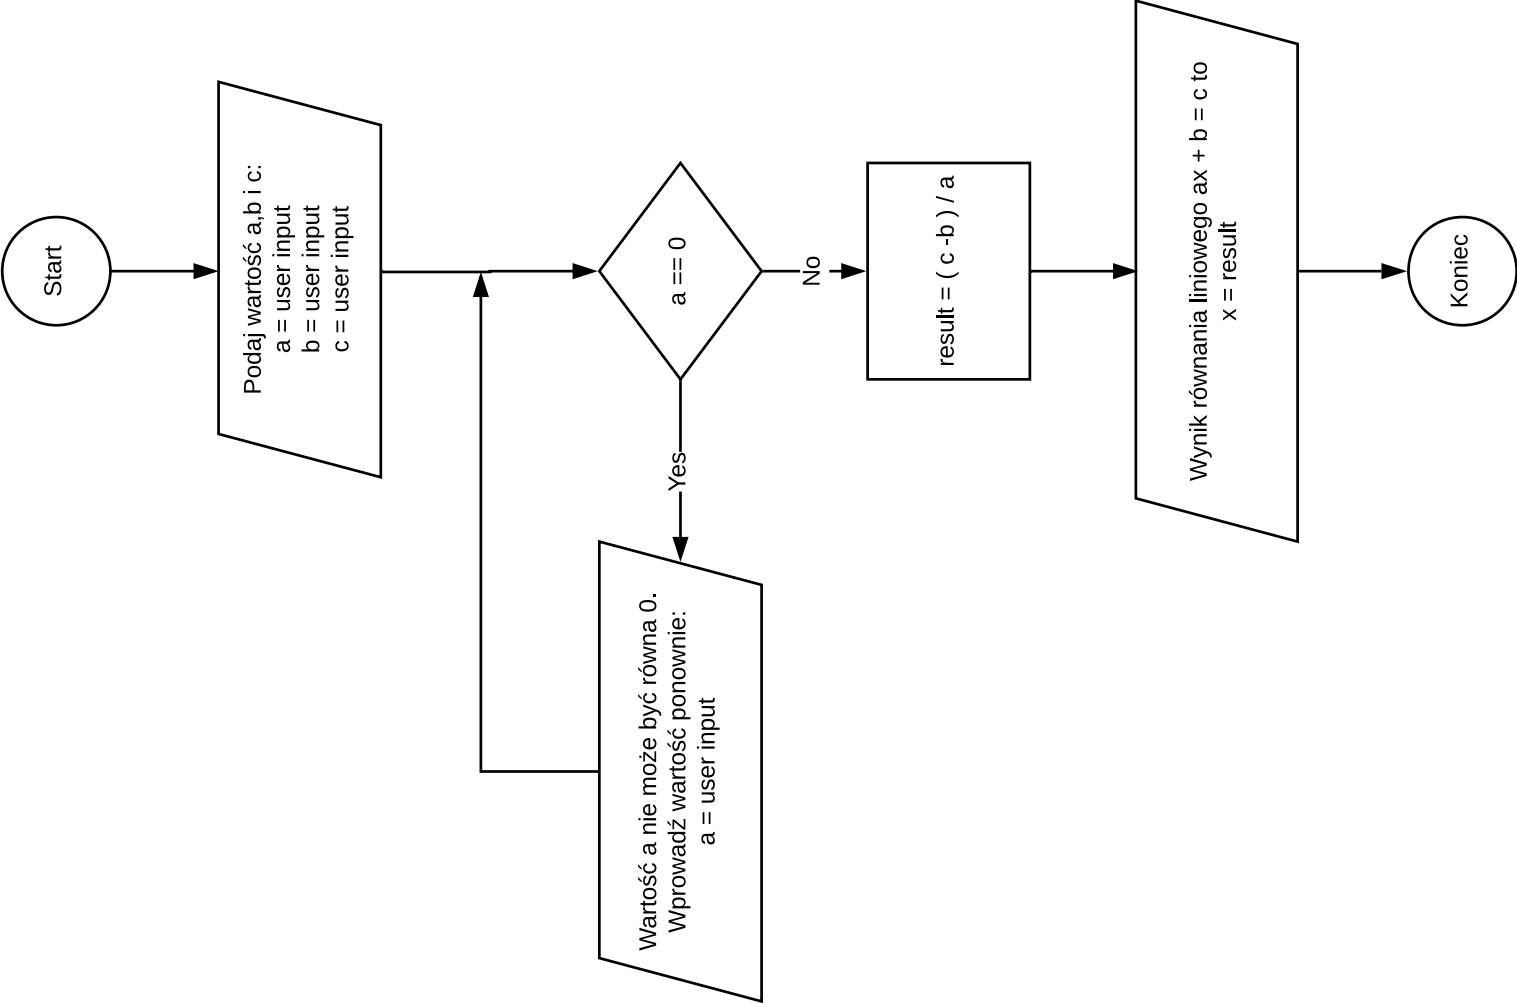 Start
Podaj wartość a,b i c:
a = user input
b = user input
c = user input
a == 0
Yes
Wartość a nie może być równa 0.
Wprowadź wartość ponownie:
a = user input
No
result = ( c -b ) / a
Wynik równania liniowego ax + b = c to
x = result
Koniec